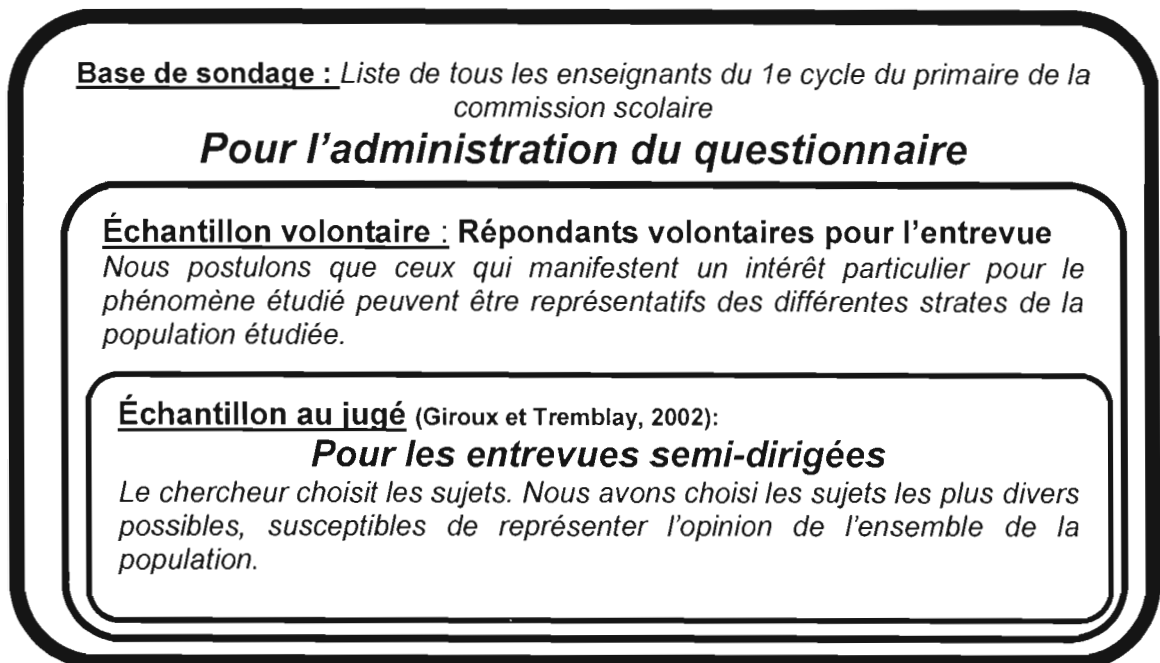 Base de sondage : Liste de tous les enseignants du 1e cycle du primaire de la
commission scolaire
Pour l'administration du questionnaire
Échantillon volontaire : Répondants volontaires pour l'entrevue
Nous postulons que ceux qui manifestent un intérêt particulier pour le
phénomène étudié peuvent être représentatifs des différentes strates de la
population étudiée.
Échantillon au jugé (Giroux et Tremblay, 2002):
Pour les entrevues semi-dirigées
Le chercheur choisit les sujets. Nous avons choisi les sujets les plus divers
possibles, susceptibles de représenter l'opinion de l'ensemble de la
population.